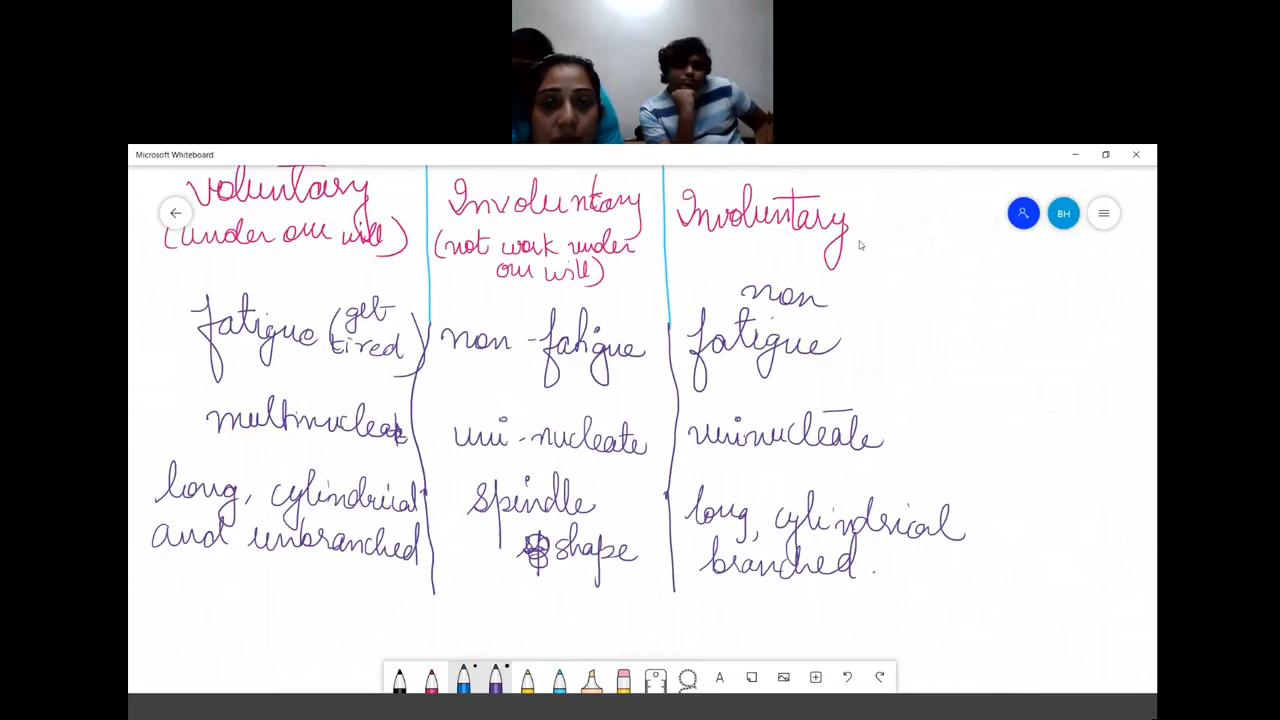 Microsoft Whiteboard
BH
voluntary
(under our will)
Involuntary
(not work under
our will)
Involuntary
fatigue (get
tired)
non-fatigue
non
fatigue
multinucleate
uni-nucleate
uninucleate
long, cylindrical
and unbranched
spindle
shape
long, cylindrical
branched.
A